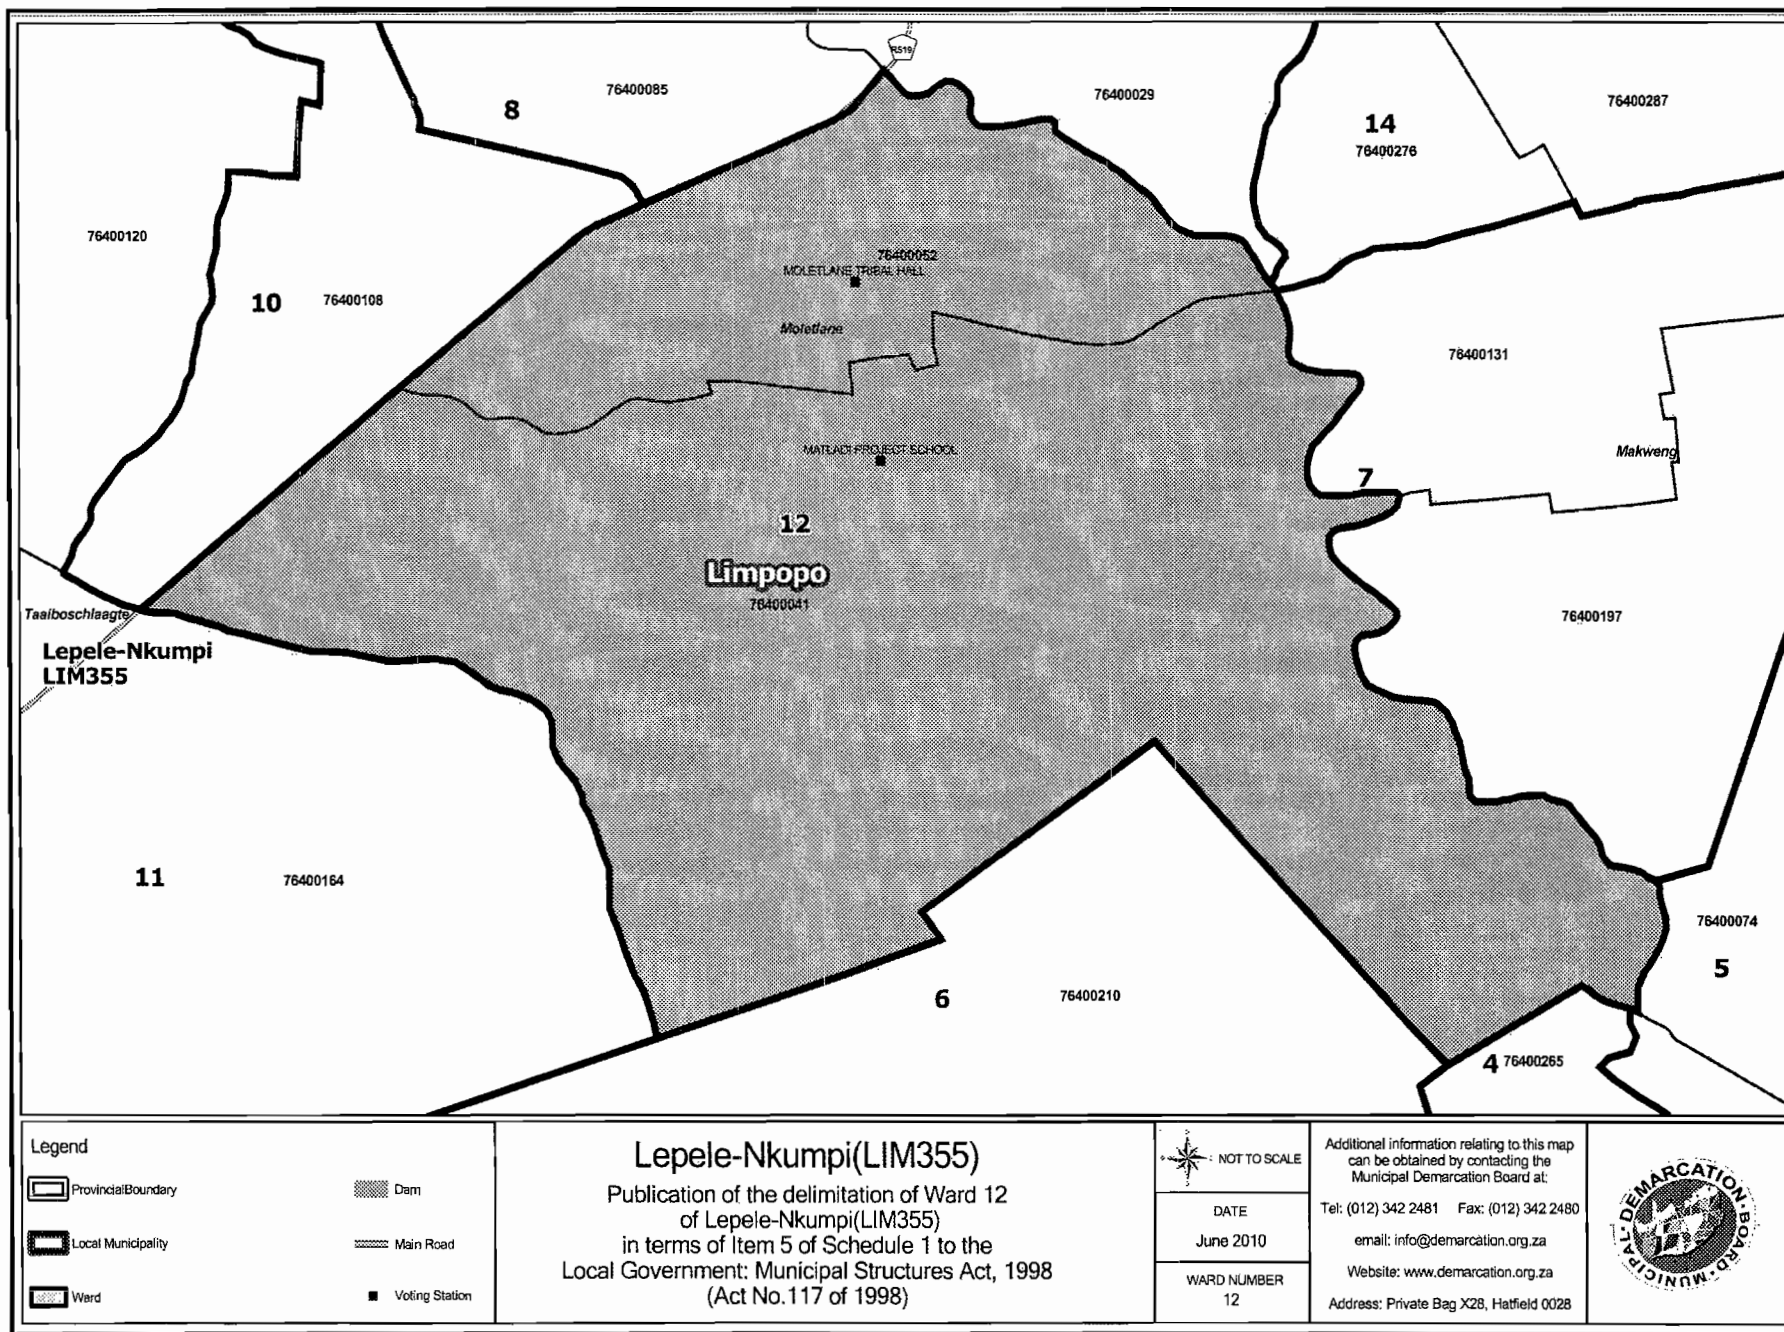 R519
8
76400085
76400029
14
76400276
76400287
76400120
10
76400108
76400052
MOLETLANE TRIBAL HALL
Moletlane
76400131
MATLADI PROJECT SCHOOL
Makweng
7
12
Limpopo
76400041
76400197
Taaiboschlaagte
Lepele-Nkumpi
LIM355
11
76400164
76400074
5
6
76400210
4 76400265
Legend
ProvincialBoundary
Dam
Local Municipality
Main Road
Ward
Voting Station
Lepele-Nkumpi(LIM355)
Publication of the delimitation of Ward 12
of Lepele-Nkumpi(LIM355)
in terms of Item 5 of Schedule 1 to the
Local Government: Municipal Structures Act, 1998
(Act No.117 of 1998)
NOT TO SCALE
DATE
June 2010
WARD NUMBER
12
Additional information relating to this map
can be obtained by contacting the
Municipal Demarcation Board at:
Tel: (012) 342 2481 Fax: (012) 342 2480
email: info@demarcation.org.za
Website: www.demarcation.org.za
Address: Private Bag X28, Hatfield 0028
MUNICIPAL · DEMARCATION · BOARD